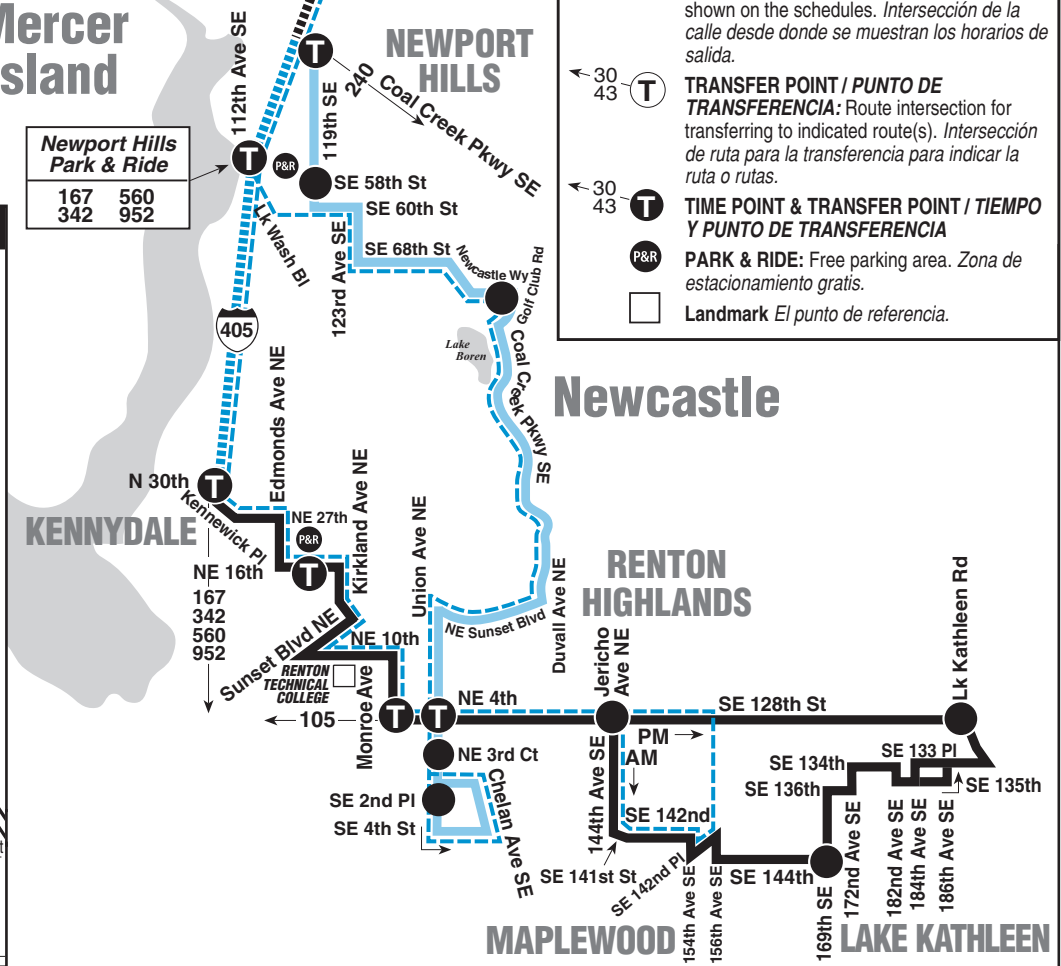 Mercer
Island
112th Ave SE
NEWPORT
HILLS
240
Coal Creek Pkwy SE
119th SE
Newport Hills
Park & Ride
167 560
342 952
T
T
P&R
SE 58th St
SE 60th St
Lk Wash Bl
123rd Ave SE
SE 68th St
Newcastle Wy
Golf Club Rd
405
Lake
Boren
Coal Creek Pkwy SE
Newcastle
shown on the schedules. Intersección de la
calle desde donde se muestran los horarios de
salida.
30
43
T
TRANSFER POINT / PUNTO DE
TRANSFERENCIA: Route intersection for
transferring to indicated route(s). Intersección
de ruta para la transferencia para indicar la
ruta o rutas.
30
43
T
TIME POINT & TRANSFER POINT / TIEMPO
Y PUNTO DE TRANSFERENCIA
P&R
PARK & RIDE: Free parking area. Zona de
estacionamiento gratis.
Landmark El punto de referencia.
Edmonds Ave NE
N 30th
T
KENNYDALE
Kennewick Pl
NE 27th
P&R
T
Kirkland Ave NE
NE 16th
167
342
560
952
Sunset Blvd NE
NE 10th
RENTON
TECHNICAL
COLLEGE
Monroe Ave
105
T
T
Union Ave NE
NE Sunset Blvd
Duvall Ave NE
RENTON
HIGHLANDS
Jericho
Ave NE
Lk Kathleen Rd
NE 4th
SE 128th St
NE 3rd Ct
SE 2nd Pl
SE 4th St
Chelan Ave SE
PM
AM
144th Ave SE
SE 142nd
SE 141st St
SE 142nd Pl
154th Ave SE
156th Ave SE
SE 144th
169th SE
SE 136th
SE 134th
SE 133 Pl
SE 135th
172nd Ave SE
182nd Ave SE
184th Ave SE
186th Ave SE
MAPLEWOOD
LAKE KATHLEEN